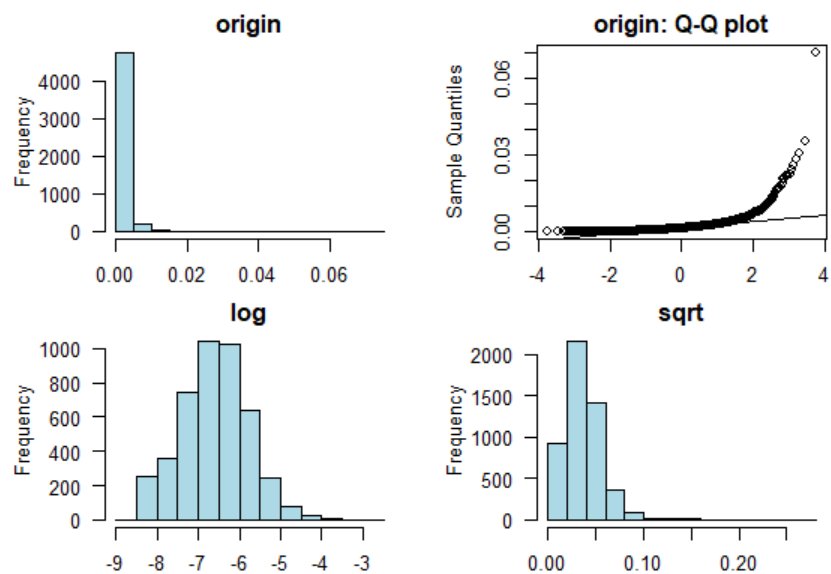 origin
Frequency
4000
3000
2000
1000
0
0.00 0.02 0.04 0.06
origin: Q-Q plot
Sample Quantiles
0.06
0.03
0.00
-4 -2 0 2 4
log
Frequency
1000
800
600
400
200
0
-9 -8 -7 -6 -5 -4 -3
sqrt
Frequency
2000
1500
1000
500
0
0.00 0.10 0.20